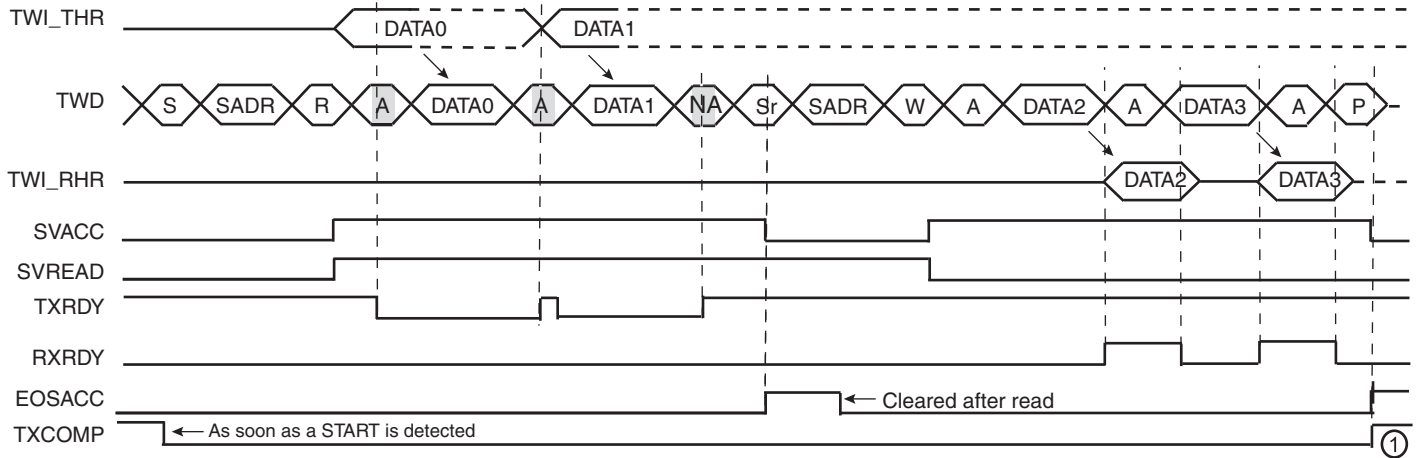 TWI_THR DATA0 DATA1
TWD S SADR R A DATA0 A DATA1 NA Sr SADR W A DATA2 A DATA3 A P
TWI_RHR DATA2 DATA3
SVACC
SVREAD
TXRDY
RXRDY
EOSACC Cleared after read
TXCOMP As soon as a START is detected 1